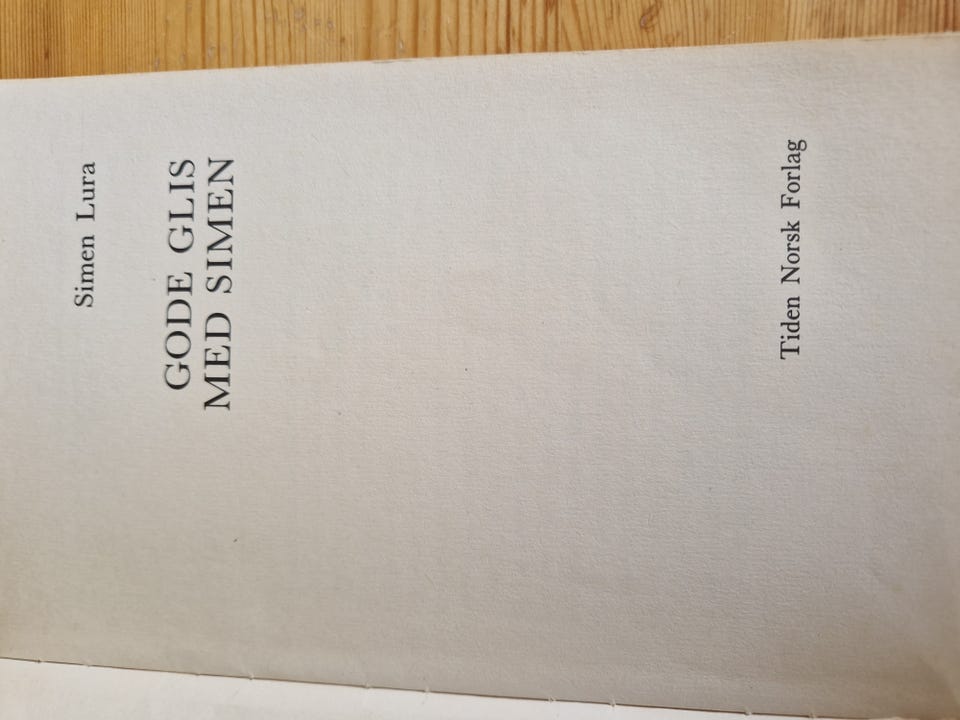 Simen Lura
GODE GLIS
MED SIMEN
Tiden Norsk Forlag